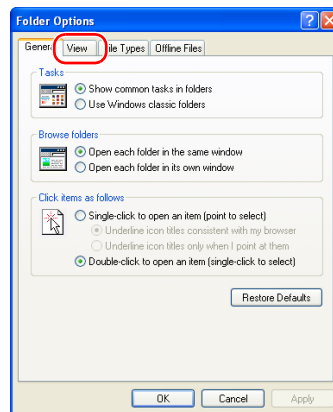 Folder Options
General View File Types Offline Files
Tasks
Show common tasks in folders
Use Windows classic folders
Browse folders
Open each folder in the same window
Open each folder in its own window
Click items as follows
Single-click to open an item (point to select)
Underline icon titles consistent with my browser
Underline icon titles only when I point at them
Double-click to open an item (single-click to select)
Restore Defaults
OK Cancel Apply